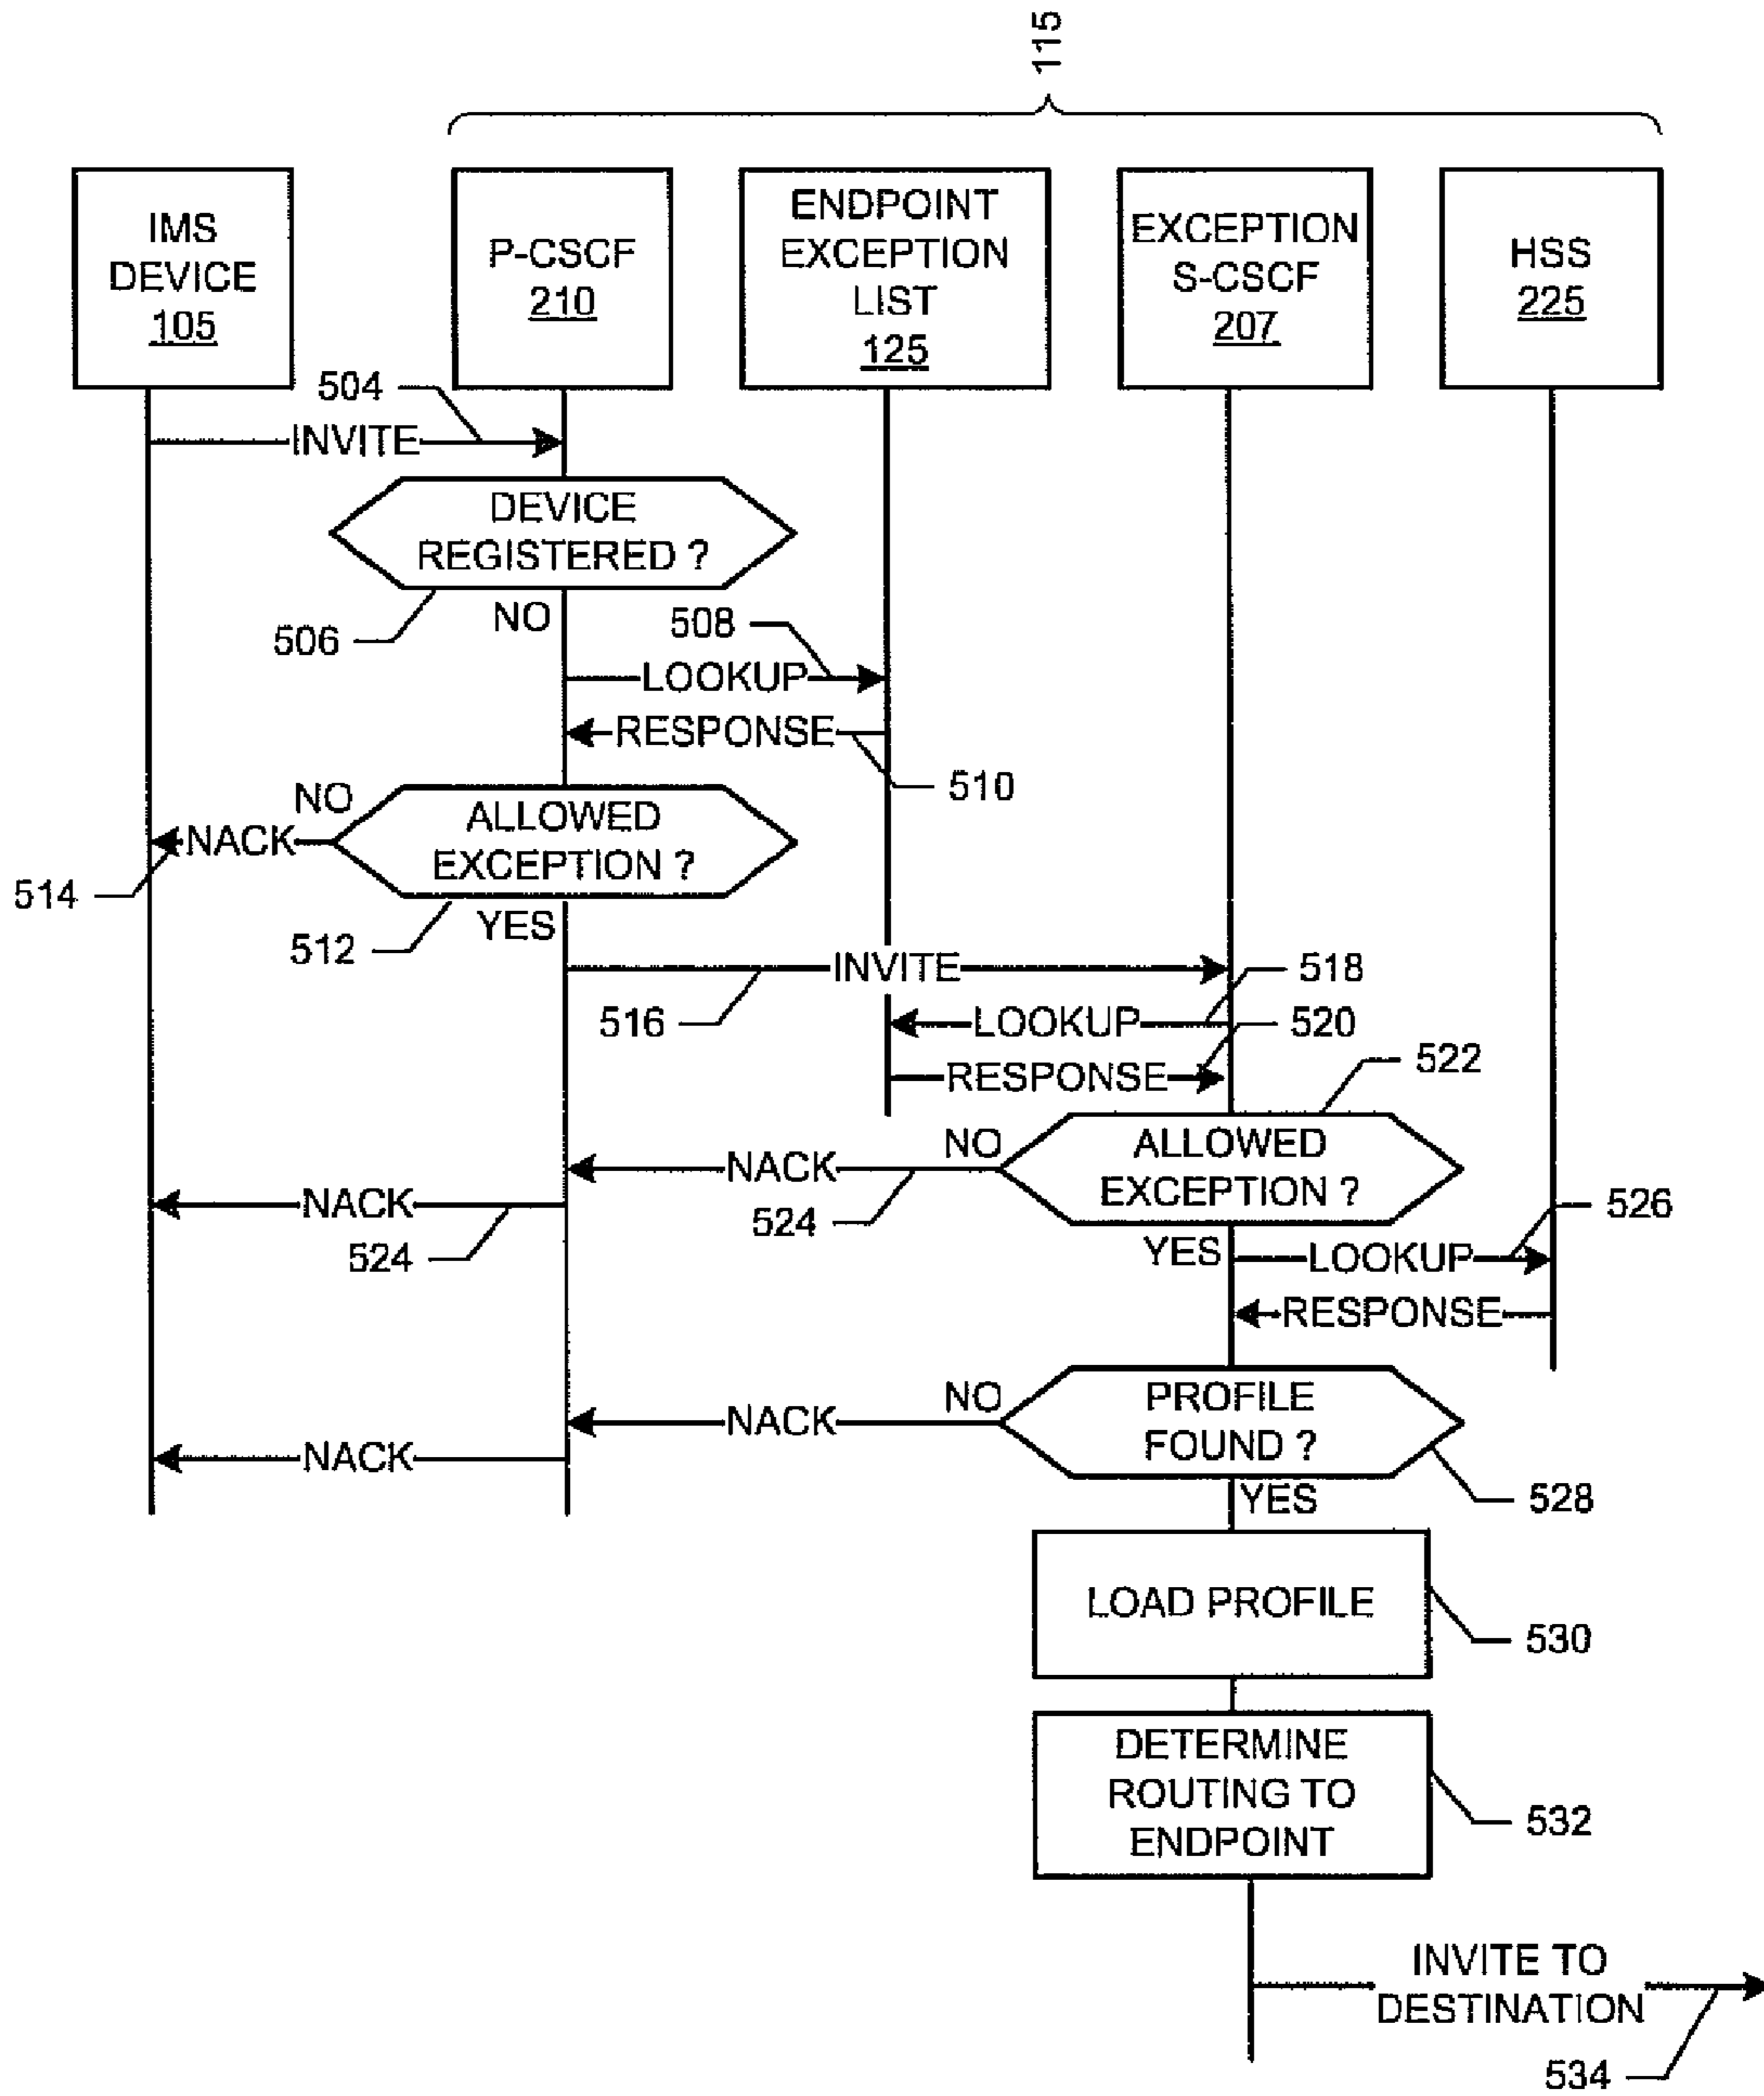 115
IMS
DEVICE
105
P-CSCF
210
ENDPOINT
EXCEPTION
LIST
125
EXCEPTION
S-CSCF
207
HSS
225
504
INVITE
DEVICE
REGISTERED ?
506
NO
508
LOOKUP
RESPONSE
510
NO
NACK
514
ALLOWED
EXCEPTION ?
512
YES
INVITE
516
518
LOOKUP
520
RESPONSE
522
NO
ALLOWED
EXCEPTION ?
NACK
524
NACK
524
526
YES
LOOKUP
RESPONSE
NO
PROFILE
FOUND ?
NACK
NACK
528
YES
LOAD PROFILE
530
DETERMINE
ROUTING TO
ENDPOINT
532
INVITE TO
DESTINATION
534